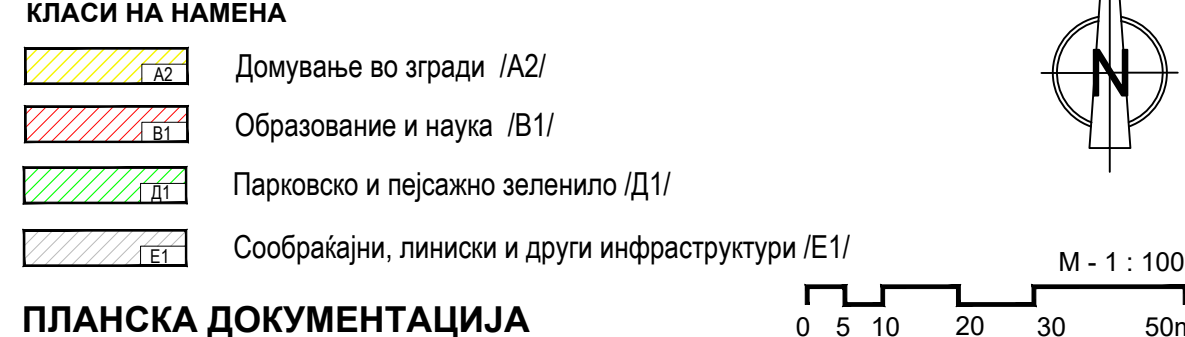 КЛАСИ НА НАМЕНА
А2 Домување во згради /А2/
В1 Образование и наука /В1/
Д1 Парковско и пејсажно зеленило /Д1/
Е1 Сообраќајни, линиски и други инфраструктури /Е1/
N
М - 1 : 100
ПЛАНСКА ДОКУМЕНТАЦИЈА
0 5 10 20 30 50m